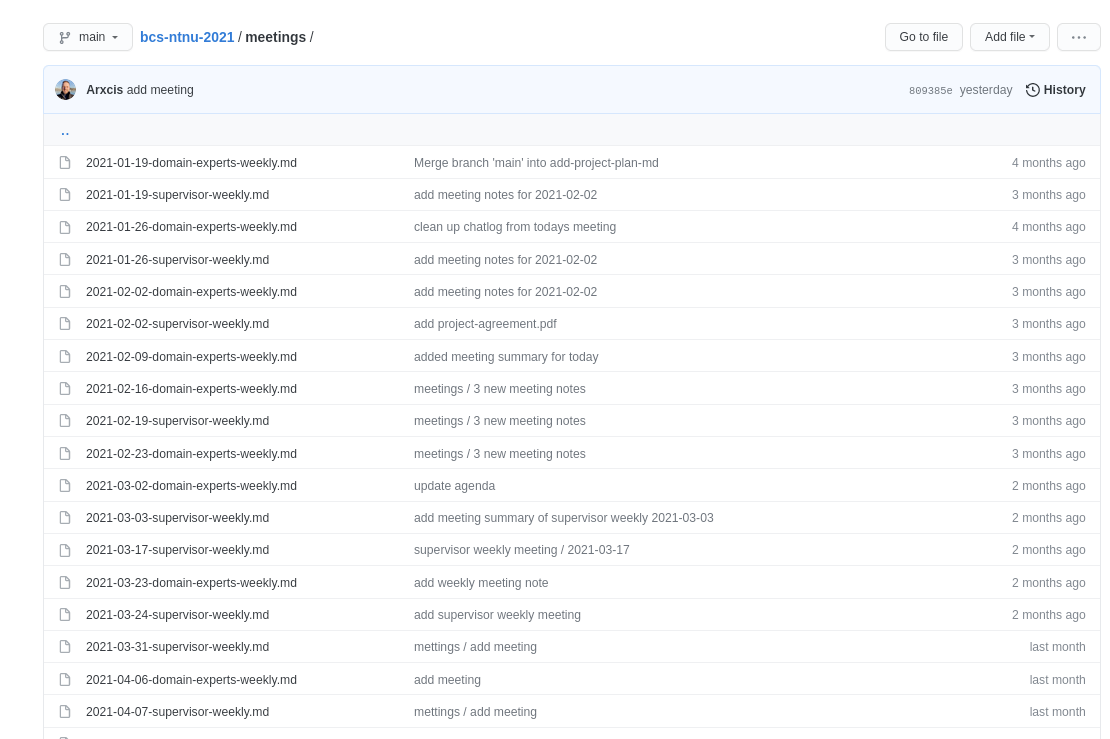 main bcs-ntnu-2021 / meetings / Go to file Add file ...
Arxcis add meeting 809385e yesterday History
..
2021-01-19-domain-experts-weekly.md Merge branch 'main' into add-project-plan-md 4 months ago
2021-01-19-supervisor-weekly.md add meeting notes for 2021-02-02 3 months ago
2021-01-26-domain-experts-weekly.md clean up chatlog from todays meeting 4 months ago
2021-01-26-supervisor-weekly.md add meeting notes for 2021-02-02 3 months ago
2021-02-02-domain-experts-weekly.md add meeting notes for 2021-02-02 3 months ago
2021-02-02-supervisor-weekly.md add project-agreement.pdf 3 months ago
2021-02-09-domain-experts-weekly.md added meeting summary for today 3 months ago
2021-02-16-domain-experts-weekly.md meetings / 3 new meeting notes 3 months ago
2021-02-19-supervisor-weekly.md meetings / 3 new meeting notes 3 months ago
2021-02-23-domain-experts-weekly.md meetings / 3 new meeting notes 3 months ago
2021-03-02-domain-experts-weekly.md update agenda 2 months ago
2021-03-03-supervisor-weekly.md add meeting summary of supervisor weekly 2021-03-03 2 months ago
2021-03-17-supervisor-weekly.md supervisor weekly meeting / 2021-03-17 2 months ago
2021-03-23-domain-experts-weekly.md add weekly meeting note 2 months ago
2021-03-24-supervisor-weekly.md add supervisor weekly meeting 2 months ago
2021-03-31-supervisor-weekly.md mettings / add meeting last month
2021-04-06-domain-experts-weekly.md add meeting last month
2021-04-07-supervisor-weekly.md mettings / add meeting last month